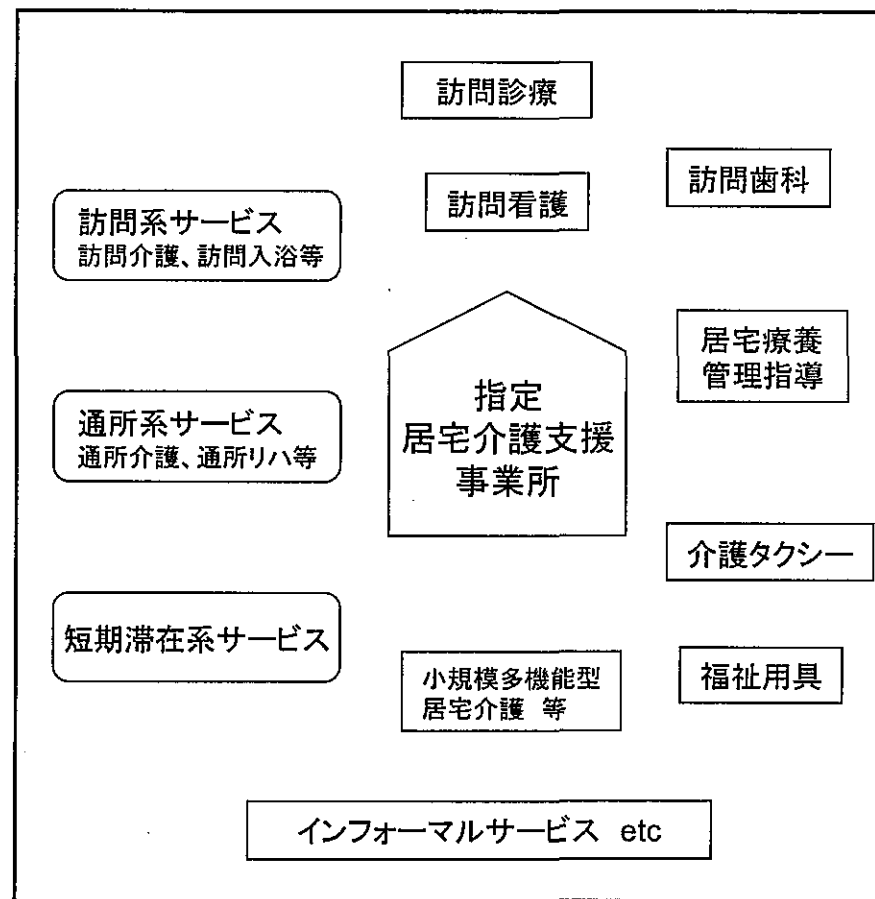 訪問診療
訪問歯科
訪問看護
訪問系サービス
訪問介護、訪問入浴等
居宅療養
管理指導
指定
居宅介護支援
事業所
通所系サービス
通所介護、通所リハ等
介護タクシー
短期滞在系サービス
小規模多機能型
居宅介護 等
福祉用具
インフォーマルサービス etc